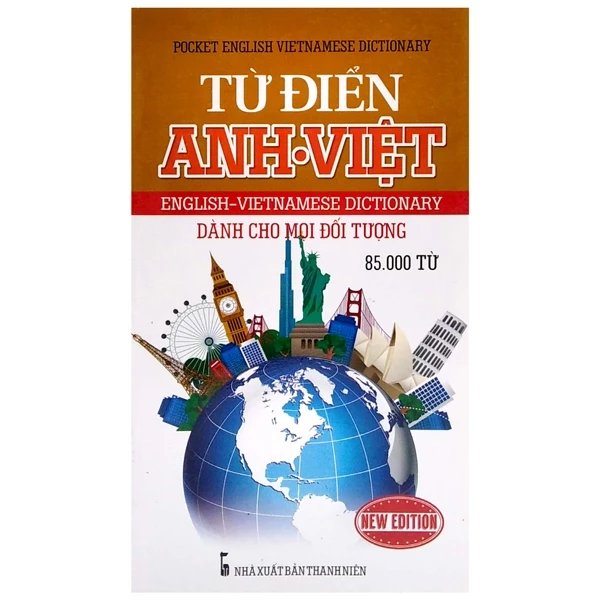 POCKET ENGLISH VIETNAMESE DICTIONARY
TỪ ĐIỂN
ANH•VIỆT
ENGLISH-VIETNAMESE DICTIONARY
DÀNH CHO MỌI ĐỐI TƯỢNG
85.000 TỪ
NEW EDITION
NHÀ XUẤT BẢN THANH NIÊN